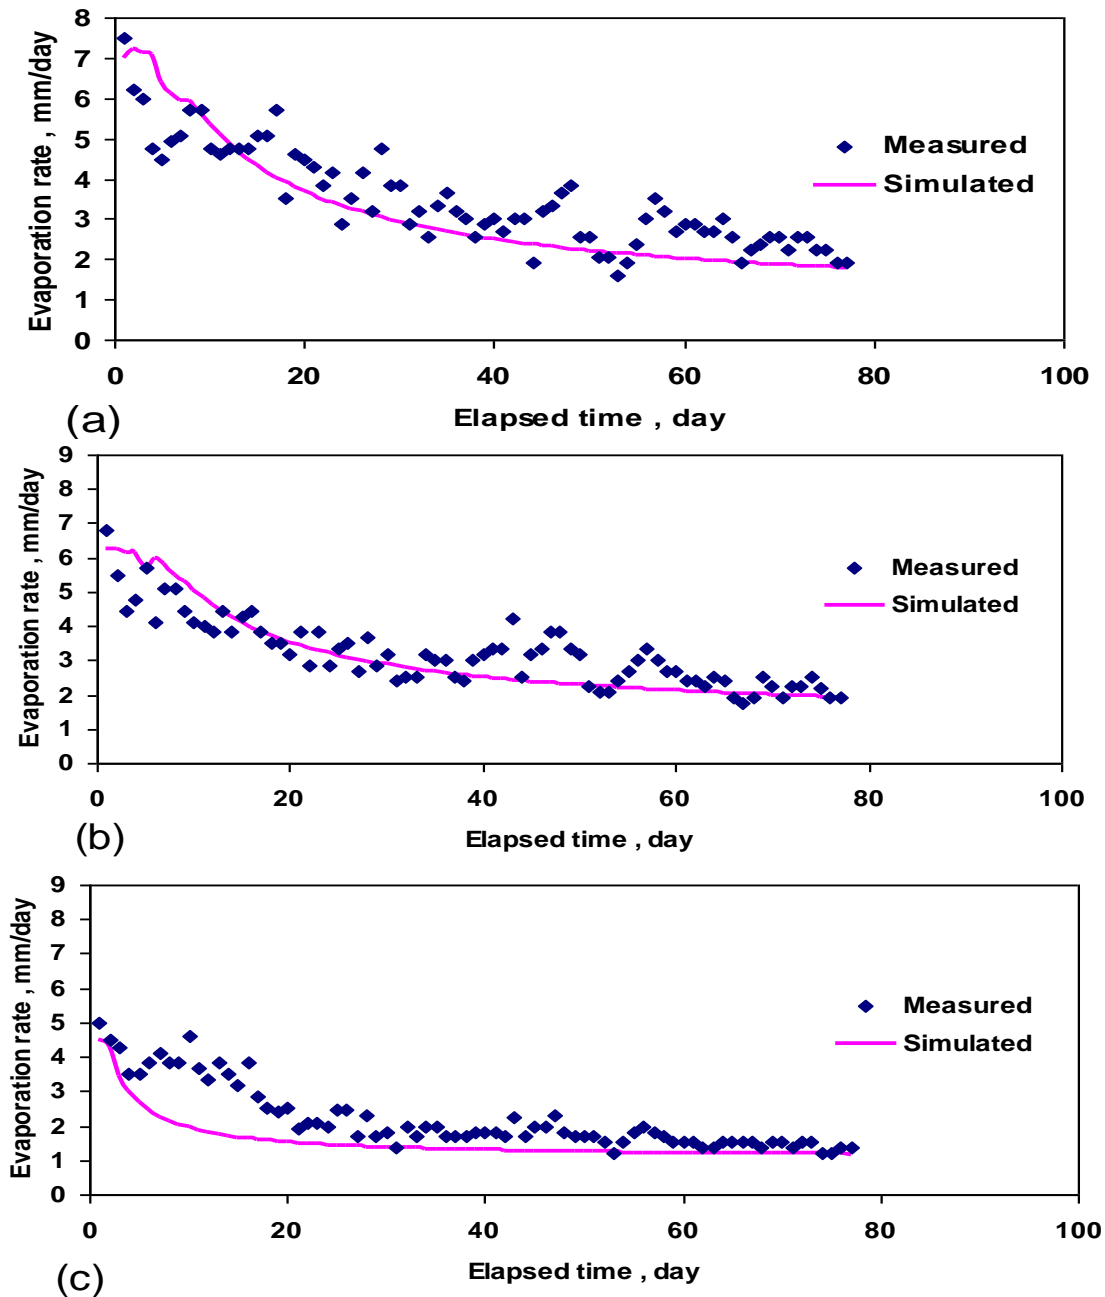 8
7
6
5
4
3
2
1
0
Evaporation rate , mm/day
Measured
Simulated
0 20 40 60 80 100
Elapsed time , day
(a)
9
8
7
6
5
4
3
2
1
0
Evaporation rate , mm/day
Measured
Simulated
0 20 40 60 80 100
Elapsed time , day
(b)
9
8
7
6
5
4
3
2
1
0
Evaporation rate , mm/day
Measured
Simulated
0 20 40 60 80 100
Elapsed time , day
(c)